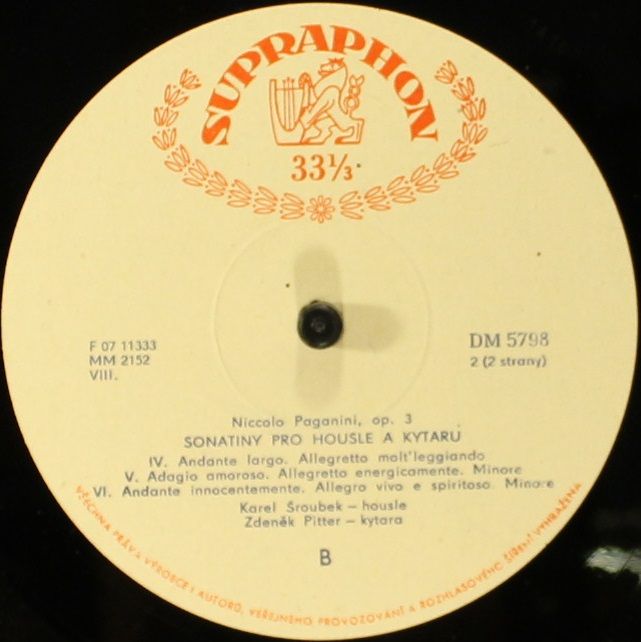 SUPRAPHON
33⅓
F 07 11333
MM 2152
VIII.
DM 5798
2 (2 strany)
Niccolo Paganini, op. 3
SONATINY PRO HOUSLE A KYTARU
IV. Andante largo. Allegretto molt'leggiando
V. Adagio amoroso. Allegretto energicamente. Minore
VI. Andante innocentemente. Allegro vivo e spiritoso. Minore
Karel Šroubek – housle
Zdeněk Pitter – kytara
B
VŠECHNA PRÁVA VÝROBCE I AUTORŮ, VEŘEJNÉHO PROVOZOVÁNÍ A ROZHLASOVÉHO ŠÍŘENÍ VYHRAŽENA